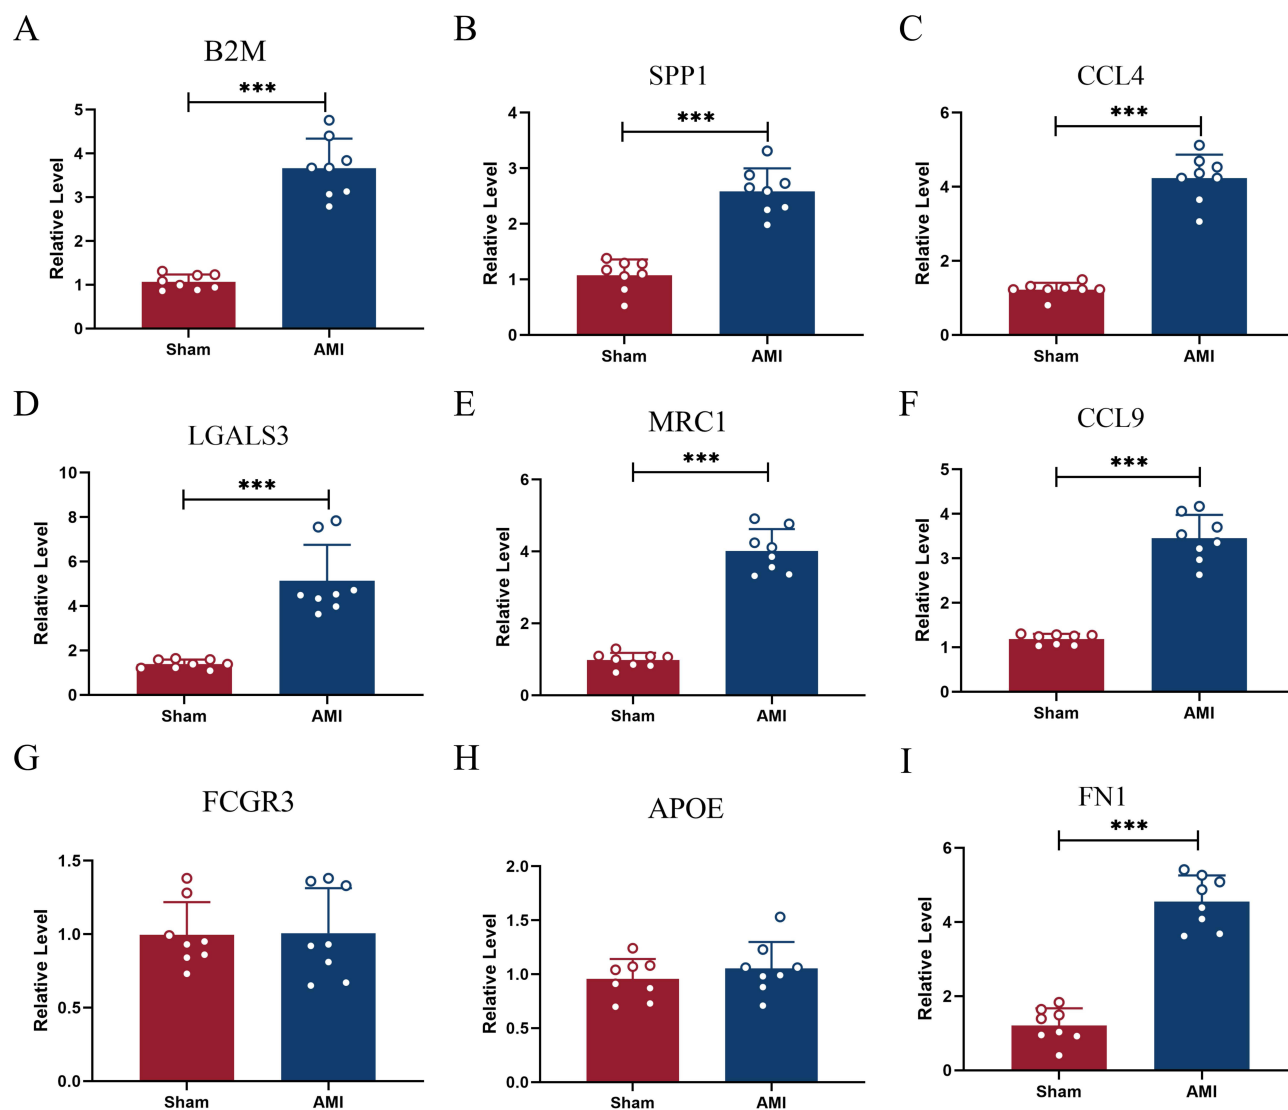 A
B2M
***
Relative Level
5
4
3
2
1
0
Sham AMI
B
SPP1
***
Relative Level
4
3
2
1
0
Sham AMI
C
CCL4
***
Relative Level
6
4
2
0
Sham AMI
D
LGALS3
***
Relative Level
10
8
6
4
2
0
Sham AMI
E
MRC1
***
Relative Level
6
4
2
0
Sham AMI
F
CCL9
***
Relative Level
5
4
3
2
1
0
Sham AMI
G
FCGR3
Relative Level
1.5
1.0
0.5
0.0
Sham AMI
H
APOE
Relative Level
2.0
1.5
1.0
0.5
0.0
Sham AMI
I
FN1
***
Relative Level
6
4
2
0
Sham AMI